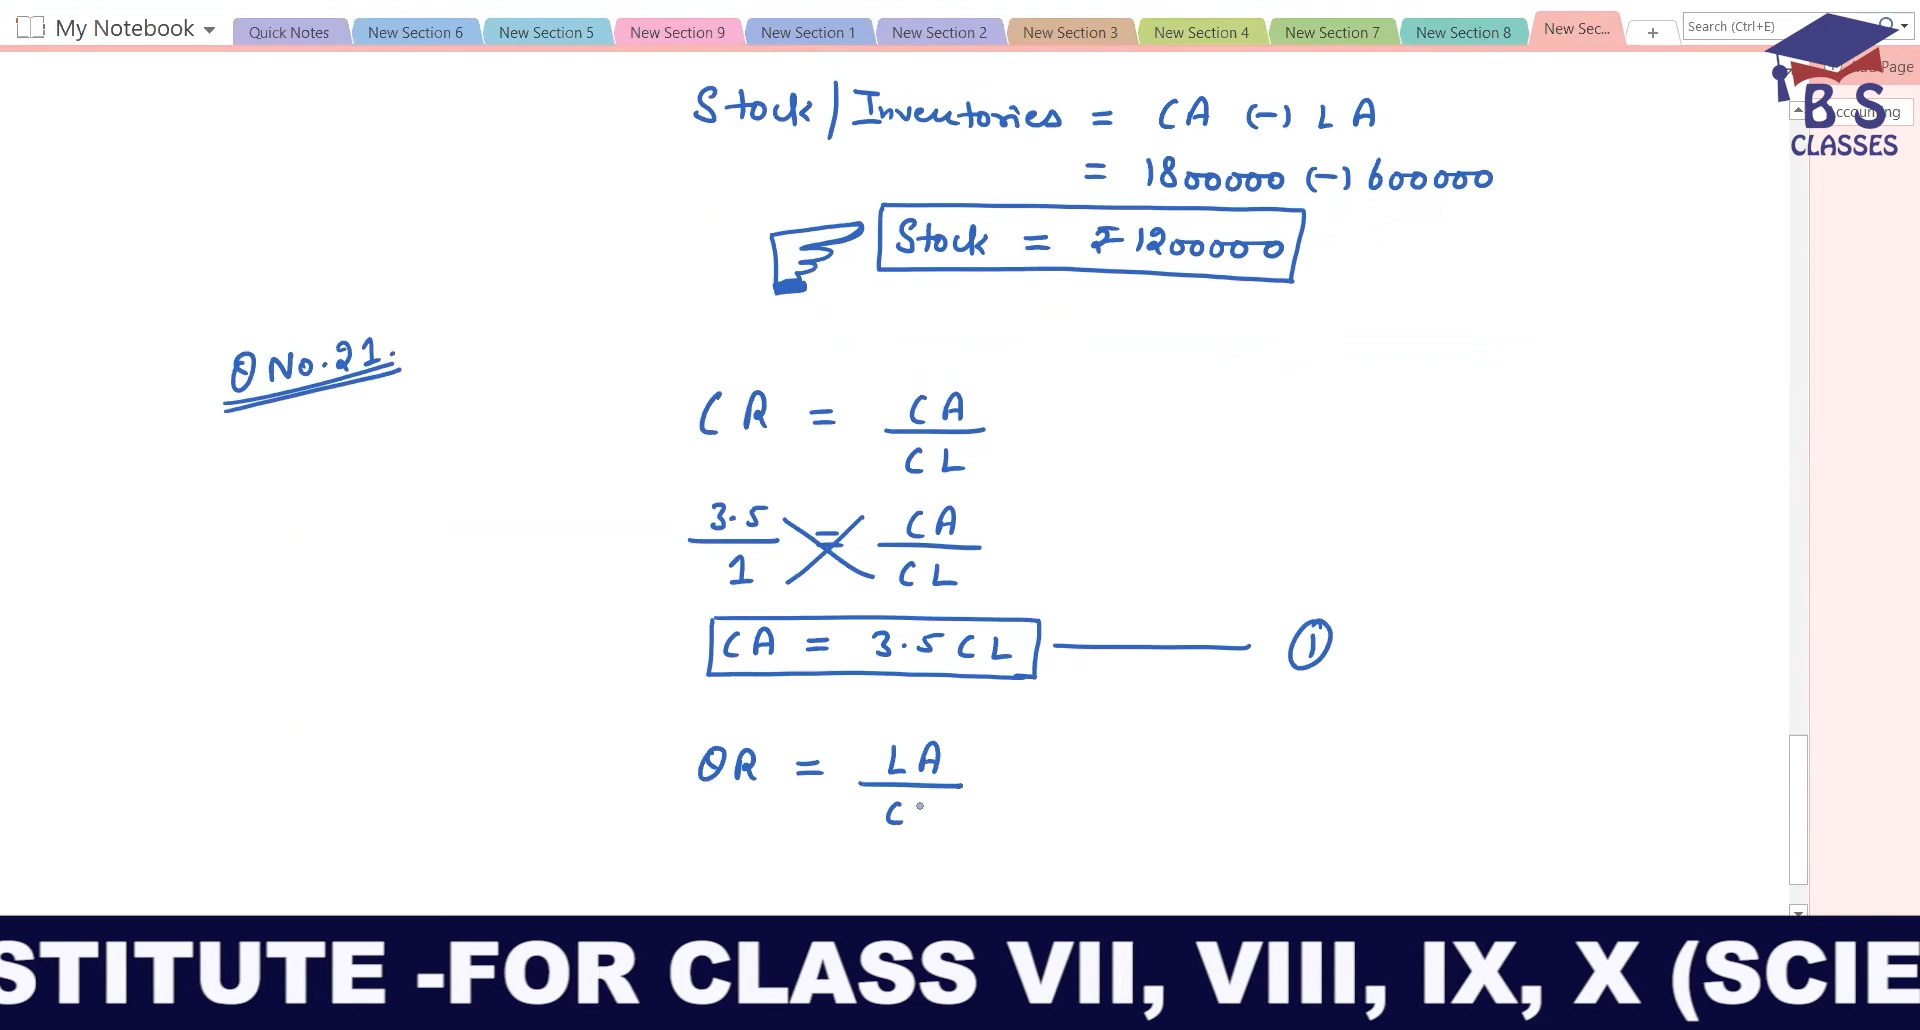 My Notebook
Quick Notes
New Section 6
New Section 5
New Section 9
New Section 1
New Section 2
New Section 3
New Section 4
New Section 7
New Section 8
New Sec...
+
Search (Ctrl+E)
Page
ccounting
BS
CLASSES
Stock | Inventories = CA (-) LA
= 1800000 (-) 600000
Stock = ₹1200000
Q No. 21.
CR = CA
CL
3.5 = CA
1 CL
CA = 3.5 CL 1
QR = LA
C
STITUTE -FOR CLASS VII, VIII, IX, X (SCIE